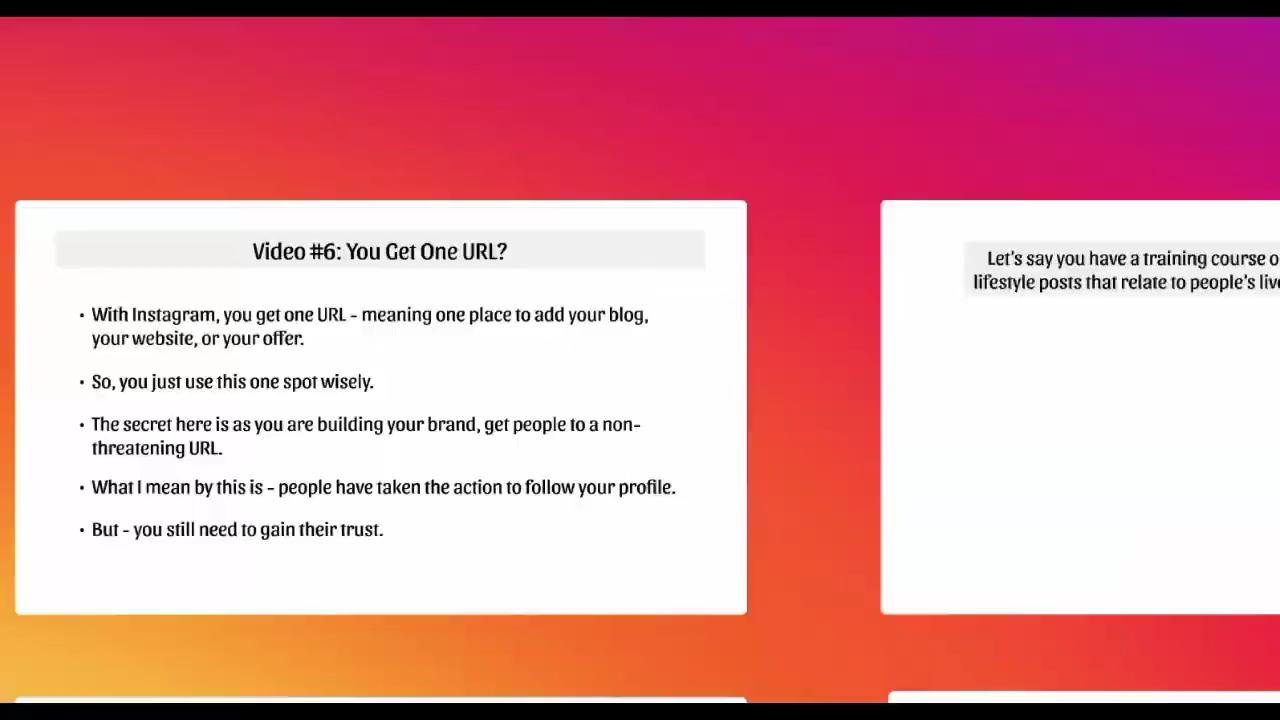 Video #6: You Get One URL?
• With Instagram, you get one URL - meaning one place to add your blog,
your website, or your offer.
• So, you just use this one spot wisely.
• The secret here is as you are building your brand, get people to a non-
threatening URL.
• What I mean by this is - people have taken the action to follow your profile.
• But - you still need to gain their trust.
Let's say you have a training course
lifestyle posts that relate to people's